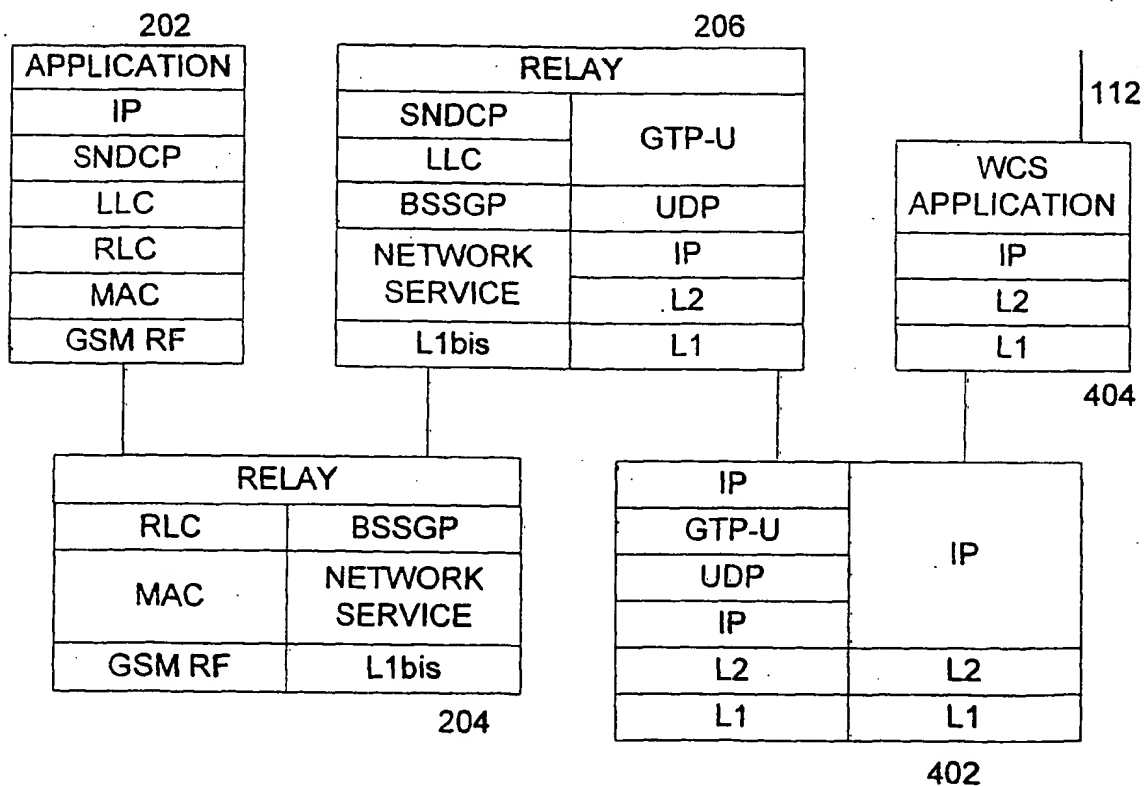 202
APPLICATION
IP
SNDCP
LLC
RLC
MAC
GSM RF
206
RELAY
SNDCP
LLC
BSSGP
NETWORK
SERVICE
L1bis
GTP-U
UDP
IP
L2
L1
112
WCS
APPLICATION
IP
L2
L1
404
RELAY
RLC
MAC
GSM RF
BSSGP
NETWORK
SERVICE
L1bis
204
IP
GTP-U
UDP
IP
L2
L1
IP
L2
L1
402